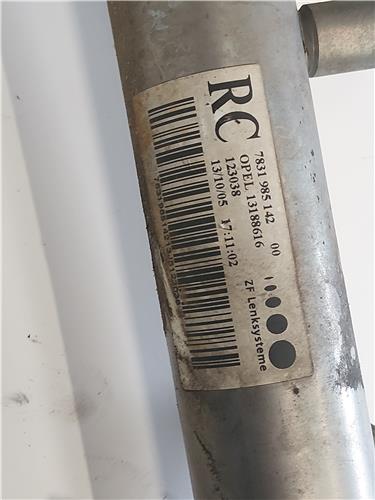 RC
7831 985 142 00
OPEL 13188616
123038
13/10/05 17:11:02
ZF Lenksysteme